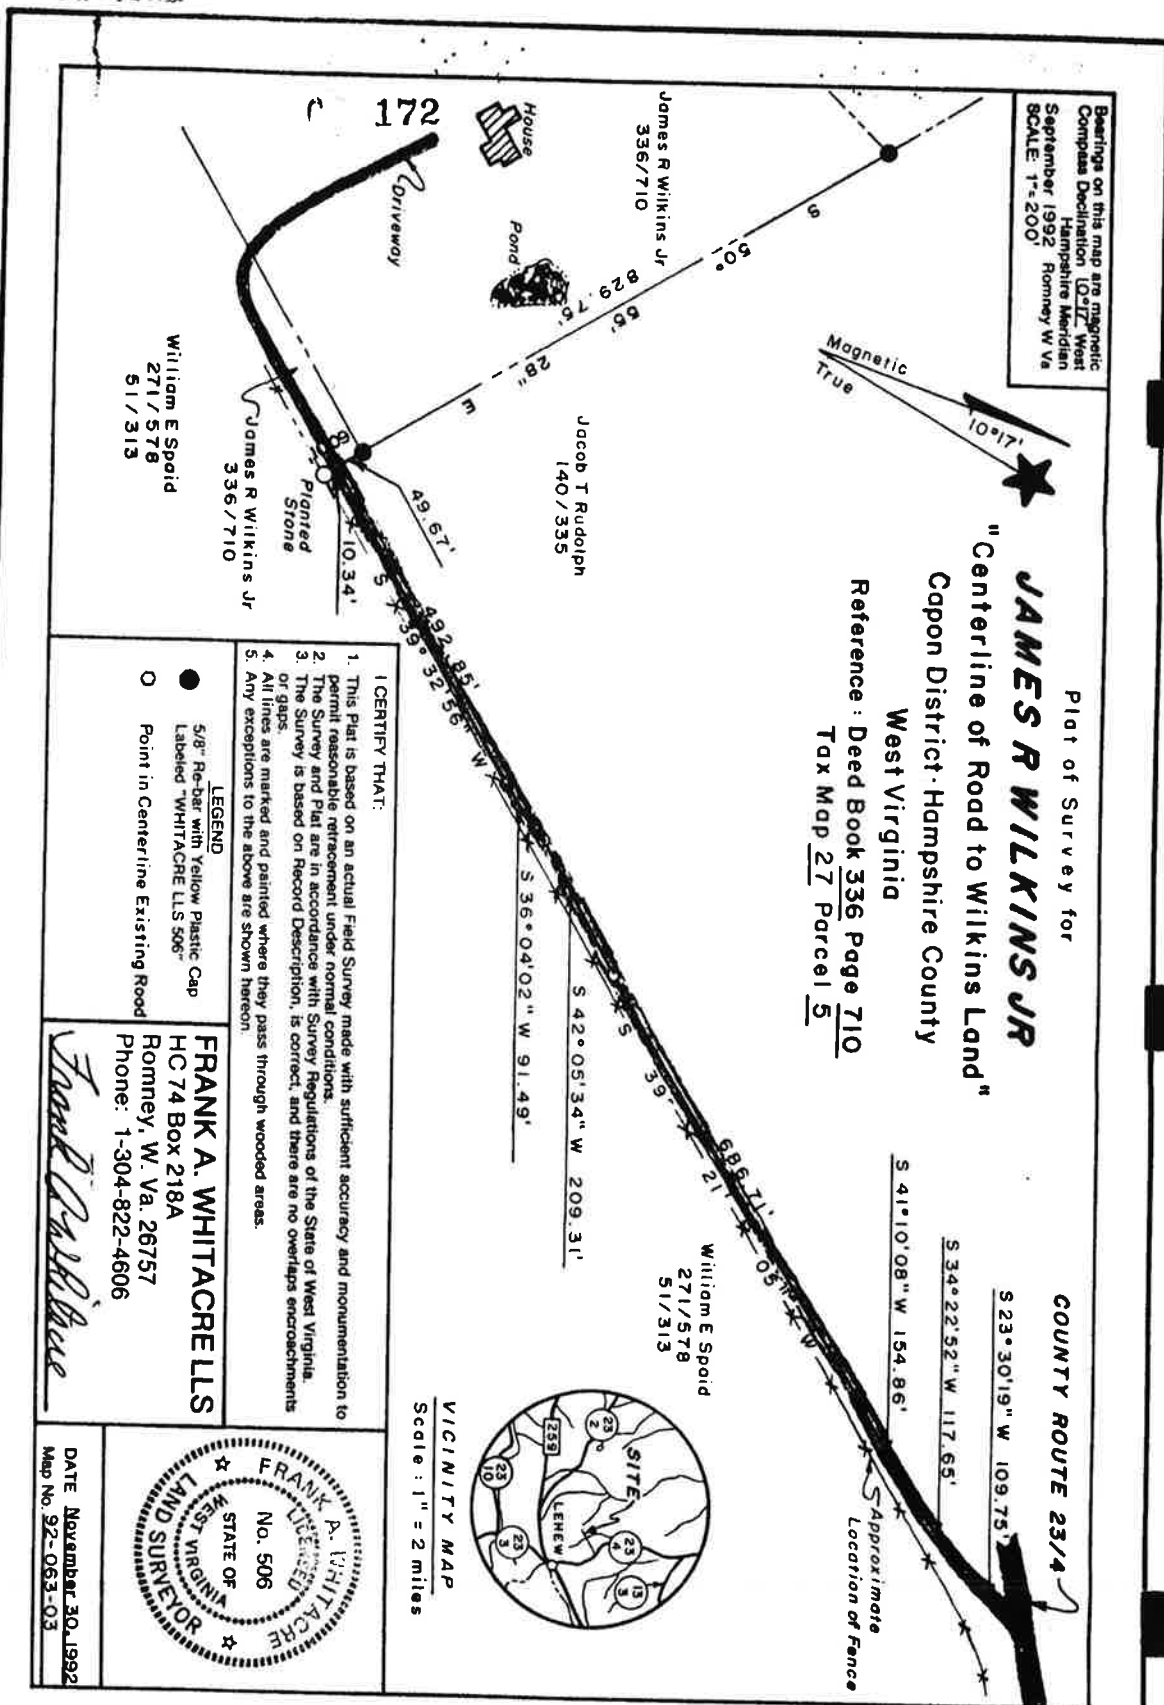 172
Bearings on this map are magnetic
Compass Declination 10°17' West
Hampshire Meridian
September 1992 Romney W Va
SCALE: 1"=200'
Magnetic
True
10°17'
Plat of Survey for
JAMES R WILKINS JR
"Centerline of Road to Wilkins Land"
Capon District · Hampshire County
West Virginia
Reference : Deed Book 336 Page 710
Tax Map 27 Parcel 5
COUNTY ROUTE 23/4
S 23°30'19" W 109.75'
S 34°22'52" W 117.65'
S 41°10'08" W 154.86'
Approximate
Location of Fence
James R Wilkins Jr
336/710
House
Pond
Driveway
S 50° 55' 28" E
829.75'
Jacob T Rudolph
140/335
49.67'
10.34'
Planted
Stone
James R Wilkins Jr
336/710
William E Spaid
271/578
51/313
492.85'
S 39° 32' 56" W
S 36°04'02" W 91.49'
S 42°05'34" W 209.31'
686.71'
S 39° 21' 05" W
William E Spaid
271/578
51/313
SITE
LEHEW
259
23
2
23
10
23
3
23
4
13
3
VICINITY MAP
Scale : 1" = 2 miles
I CERTIFY THAT:
1. This Plat is based on an actual Field Survey made with sufficient accuracy and monumentation to
permit reasonable retracement under normal conditions.
2. The Survey and Plat are in accordance with Survey Regulations of the State of West Virginia.
3. The Survey is based on Record Description, is correct, and there are no overlaps encroachments
or gaps.
4. All lines are marked and painted where they pass through wooded areas.
5. Any exceptions to the above are shown hereon.
LEGEND
5/8" Re-bar with Yellow Plastic Cap
Labeled "WHITACRE LLS 506"
Point in Centerline Existing Road
FRANK A. WHITACRE LLS
HC 74 Box 218A
Romney, W. Va. 26757
Phone: 1-304-822-4606
Frank A Whitacre
FRANK A. WHITACRE
LICENSED
No. 506
STATE OF
WEST VIRGINIA
LAND SURVEYOR
DATE November 30, 1992
Map No. 92-063-03